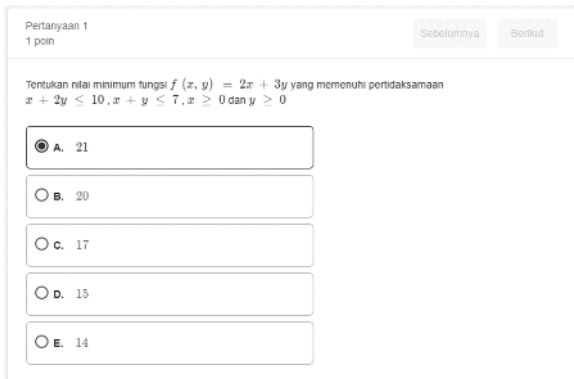 Pertanyaan 1
1 poin
Sebelumnya
Berikut
Tentukan nilai minimum fungsi f (x, y) = 2x + 3y yang memenuhi pertidaksamaan
x + 2y ≤ 10 , x + y ≤ 7 , x ≥ 0 dan y ≥ 0
A. 21
B. 20
C. 17
D. 15
E. 14